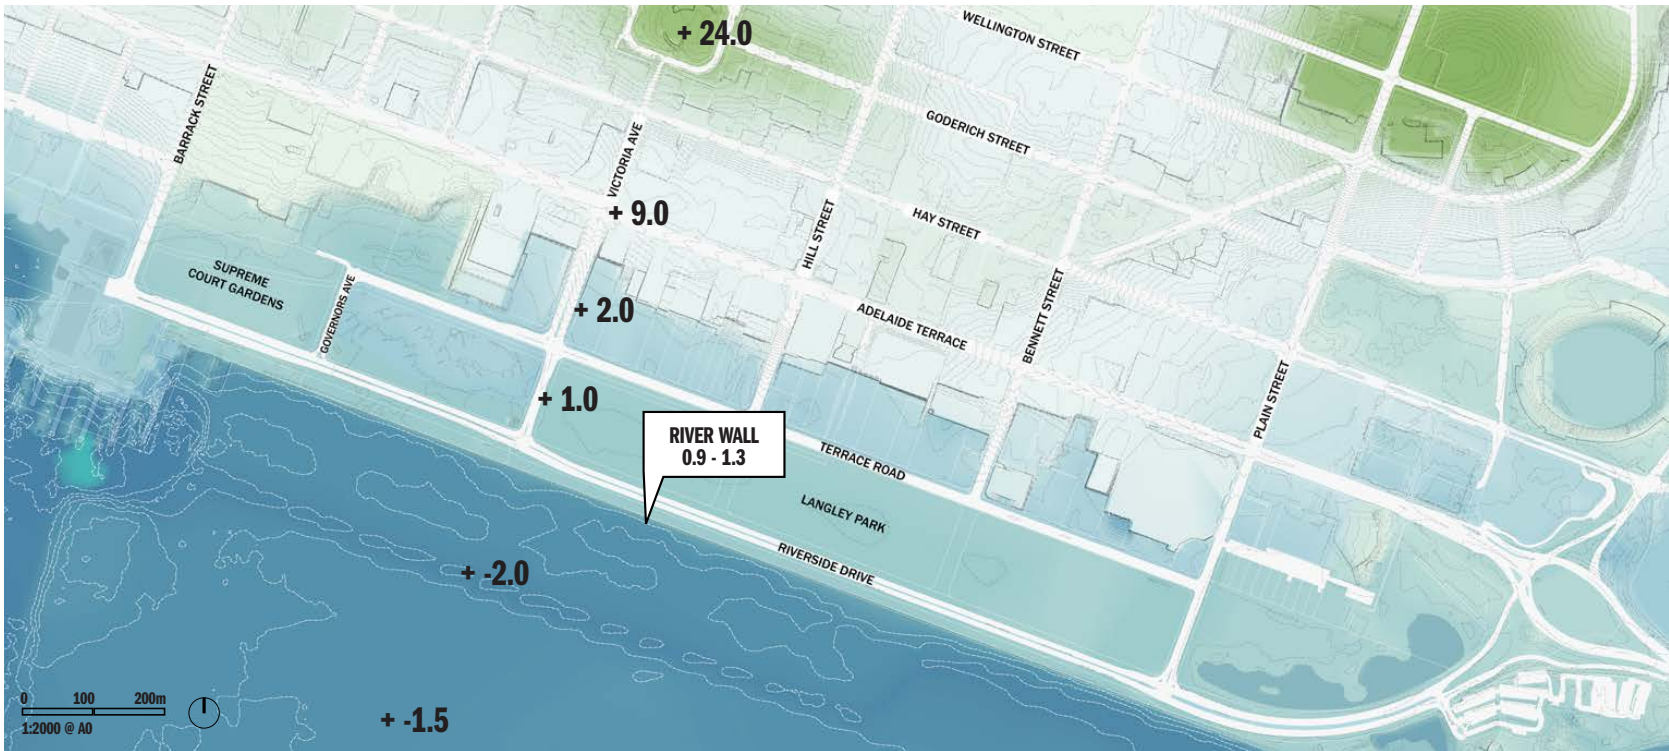 WELLINGTON STREET
+ 24.0
BARRACK STREET
GODERICH STREET
VICTORIA AVE
+ 9.0
HILL STREET
HAY STREET
SUPREME
COURT GARDENS
GOVERNORS AVE
+ 2.0
ADELAIDE TERRACE
BENNETT STREET
PLAIN STREET
+ 1.0
RIVER WALL
0.9 - 1.3
TERRACE ROAD
LANGLEY PARK
RIVERSIDE DRIVE
+ -2.0
0 100 200m
1:2000 @ A0
+ -1.5